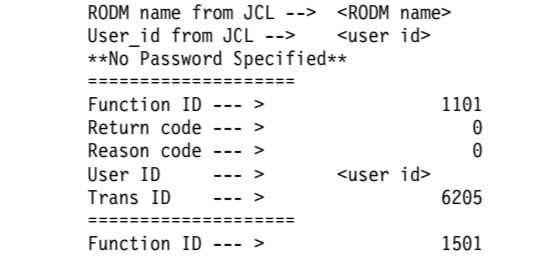 RODM name from JCL --> <RODM name>
User_id from JCL --> <user id>
**No Password Specified**
=====================
Function ID --- > 1101
Return code --- > 0
Reason code --- > 0
User ID --- > <user id>
Trans ID --- > 6205
=====================
Function ID --- > 1501